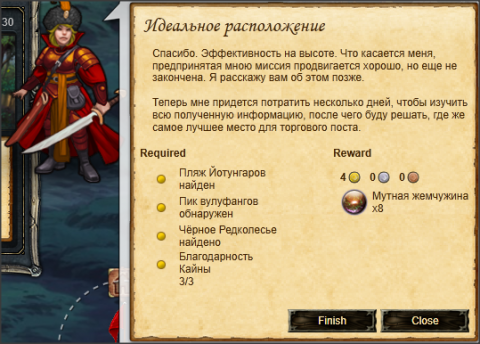 30
Идеальное расположение
Спасибо. Эффективность на высоте. Что касается меня,
предпринятая мною миссия продвигается хорошо, но еще не
закончена. Я расскажу вам об этом позже.
Теперь мне придется потратить несколько дней, чтобы изучить
всю полученную информацию, после чего буду решать, где же
самое лучшее место для торгового поста.
Required
Пляж Йотунгаров
найден
Пик вулуфангов
обнаружен
Чёрное Редколесье
найдено
Благодарность
Кайны
3/3
Reward
4 0 0
Мутная жемчужина
x8
Finish Close